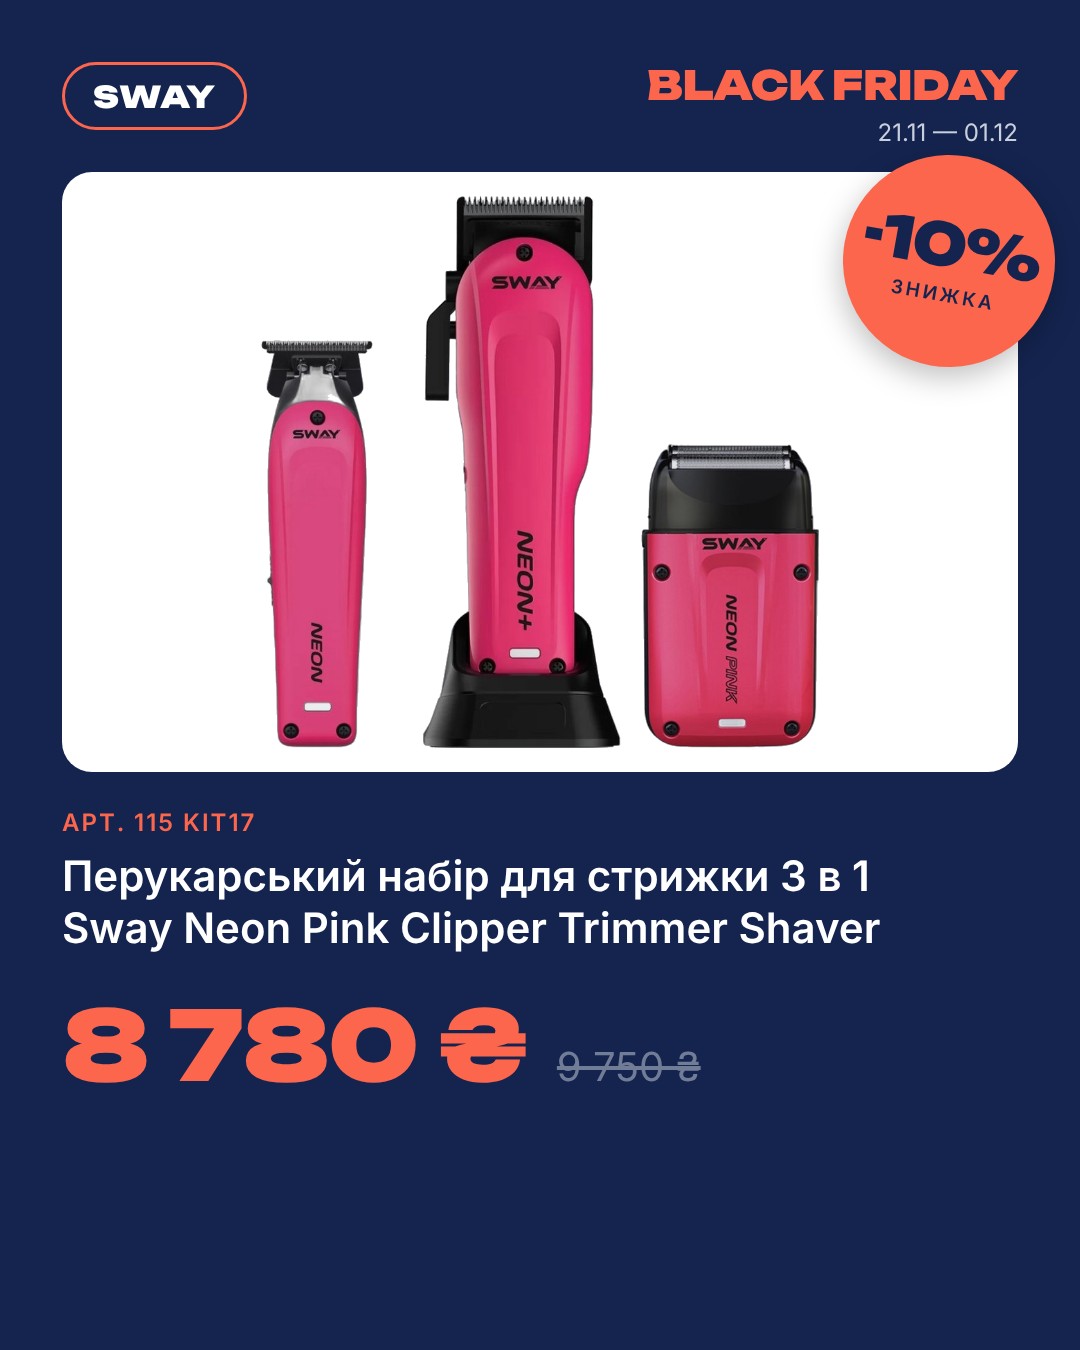 SWAY
BLACK FRIDAY
21.11 — 01.12
-10%
ЗНИЖКА
SWAY
NEON
SWAY
NEON+
SWAY
NEON PINK
АРТ. 115 KIT17
Перукарський набір для стрижки 3 в 1
Sway Neon Pink Clipper Trimmer Shaver
8 780 ₴ 9 750 ₴